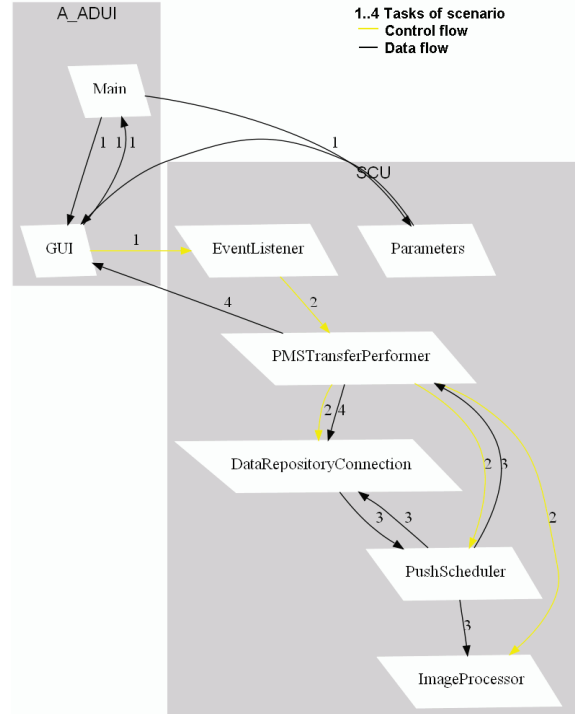 A_ADUI
1..4 Tasks of scenario
Control flow
Data flow
Main
1 1 1
1
SCU
GUI
1
EventListener
Parameters
4
2
PMSTransferPerformer
2 4
2 3
DataRepositoryConnection
3 3
2
PushScheduler
3
ImageProcessor